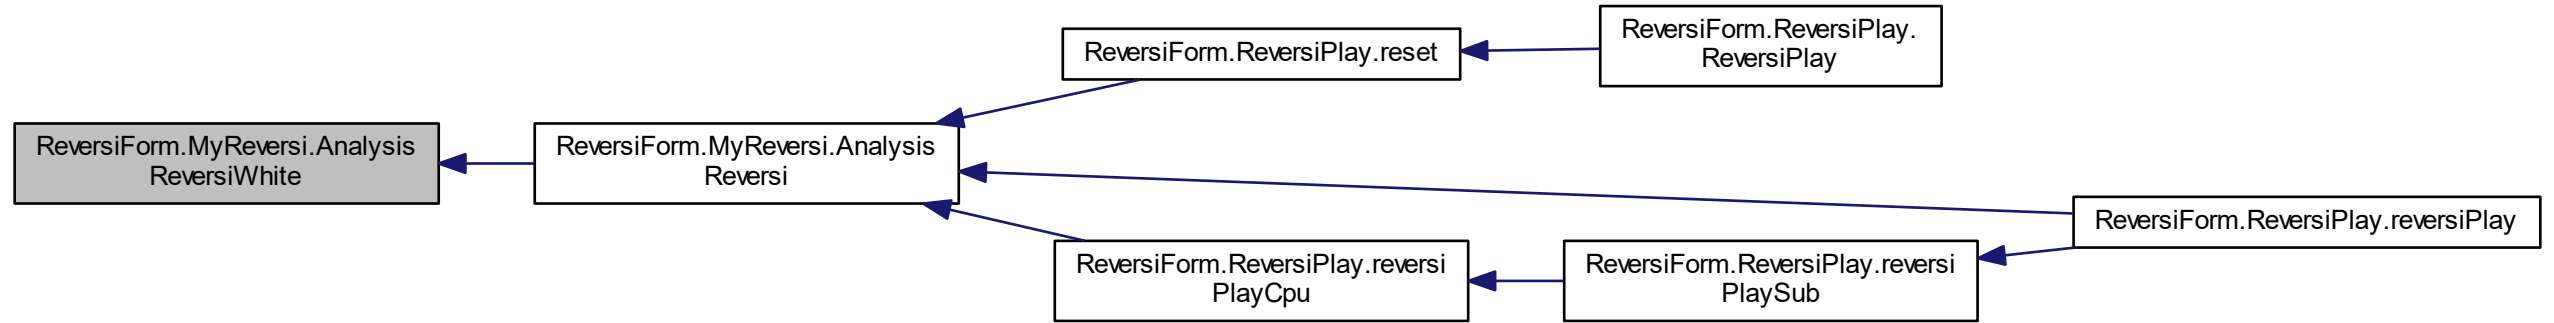 ReversiForm.MyReversi.Analysis
ReversiWhite
ReversiForm.MyReversi.Analysis
Reversi
ReversiForm.ReversiPlay.reset
ReversiForm.ReversiPlay.
ReversiPlay
ReversiForm.ReversiPlay.reversi
PlayCpu
ReversiForm.ReversiPlay.reversi
PlaySub
ReversiForm.ReversiPlay.reversiPlay